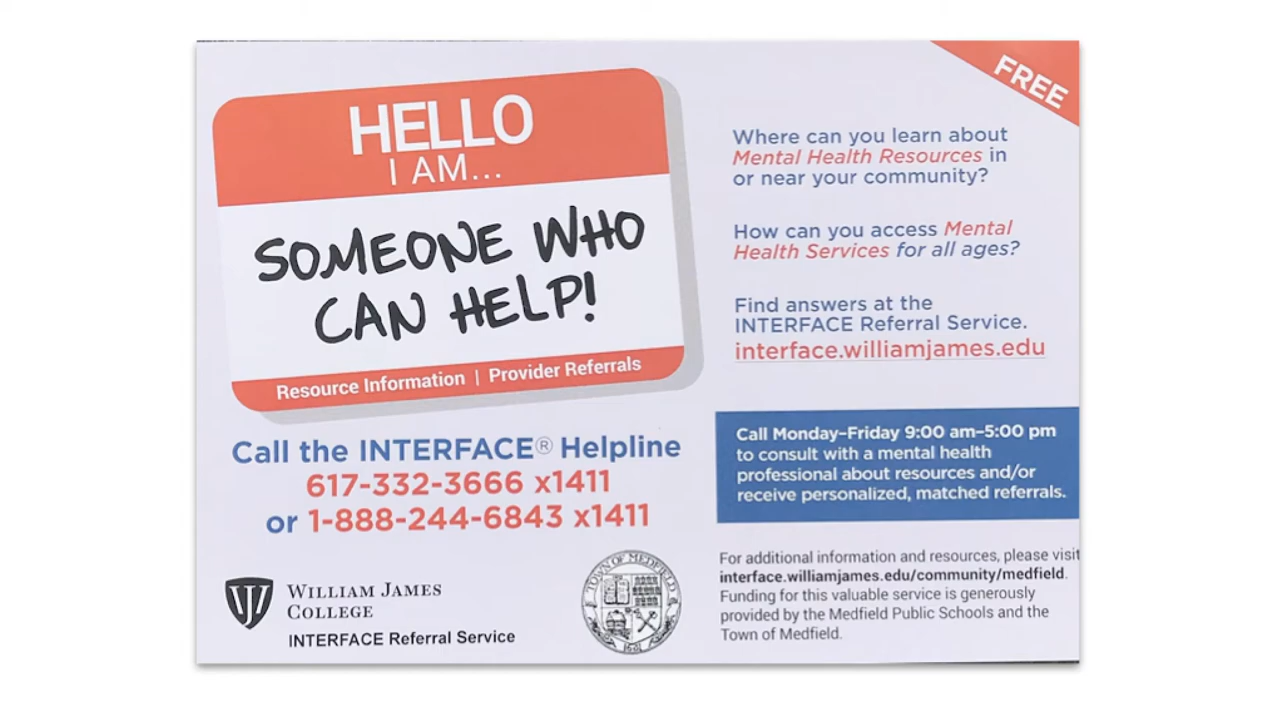 FREE
HELLO
I AM...
SOMEONE WHO
CAN HELP!
Resource Information | Provider Referrals
Where can you learn about
Mental Health Resources in
or near your community?
How can you access Mental
Health Services for all ages?
Find answers at the
INTERFACE Referral Service.
interface.williamjames.edu
Call the INTERFACE® Helpline
617-332-3666 x1411
or 1-888-244-6843 x1411
Call Monday–Friday 9:00 am–5:00 pm
to consult with a mental health
professional about resources and/or
receive personalized, matched referrals.
WILLIAM JAMES
COLLEGE
INTERFACE Referral Service
TOWN OF MEDFIELD
For additional information and resources, please visit
interface.williamjames.edu/community/medfield.
Funding for this valuable service is generously
provided by the Medfield Public Schools and the
Town of Medfield.